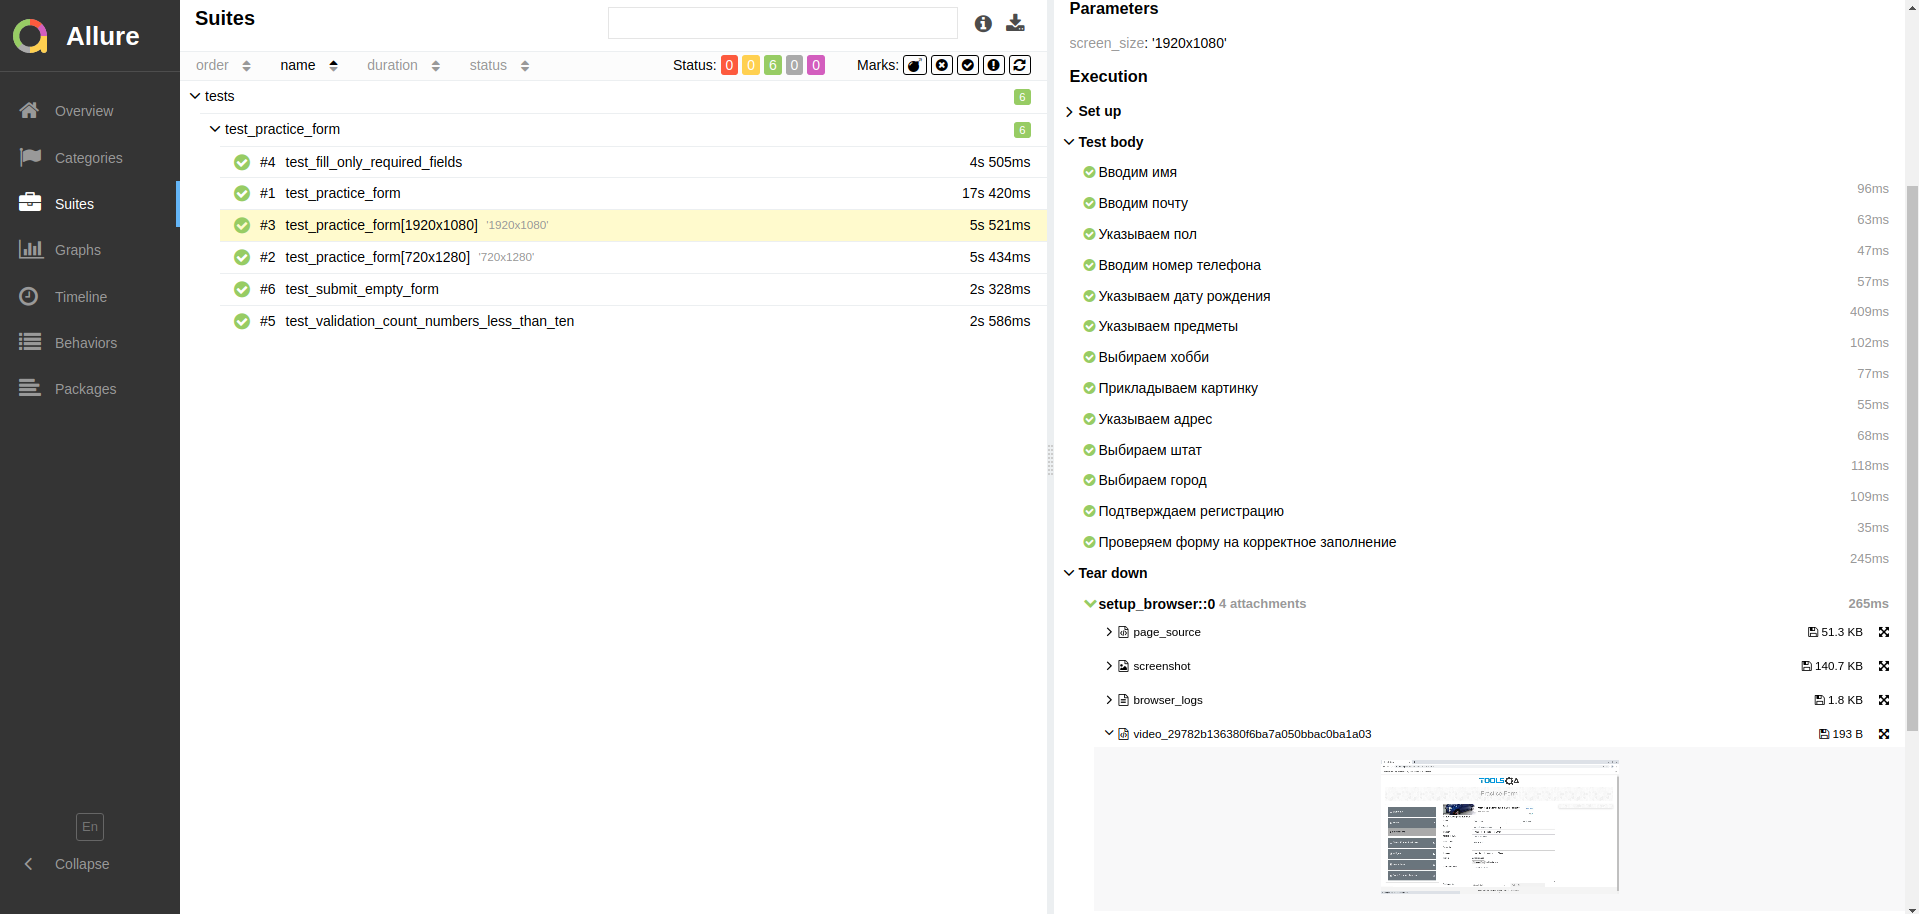 Allure
Overview
Categories
Suites
Graphs
Timeline
Behaviors
Packages
En
Collapse
Suites
order name duration status Status: 0 0 6 0 0 Marks:
tests 6
test_practice_form 6
#4 test_fill_only_required_fields 4s 505ms
#1 test_practice_form 17s 420ms
#3 test_practice_form[1920x1080] '1920x1080' 5s 521ms
#2 test_practice_form[720x1280] '720x1280' 5s 434ms
#6 test_submit_empty_form 2s 328ms
#5 test_validation_count_numbers_less_than_ten 2s 586ms
Parameters
screen_size: '1920x1080'
Execution
Set up
Test body
Вводим имя
96ms
Вводим почту
63ms
Указываем пол
47ms
Вводим номер телефона
57ms
Указываем дату рождения
409ms
Указываем предметы
102ms
Выбираем хобби
77ms
Прикладываем картинку
55ms
Указываем адрес
68ms
Выбираем штат
118ms
Выбираем город
109ms
Подтверждаем регистрацию
35ms
Проверяем форму на корректное заполнение
245ms
Tear down
setup_browser::0 4 attachments 265ms
page_source 51.3 KB
screenshot 140.7 KB
browser_logs 1.8 KB
video_29782b136380f6ba7a050bbac0ba1a03 193 B
TOOLSQA
Practice Form